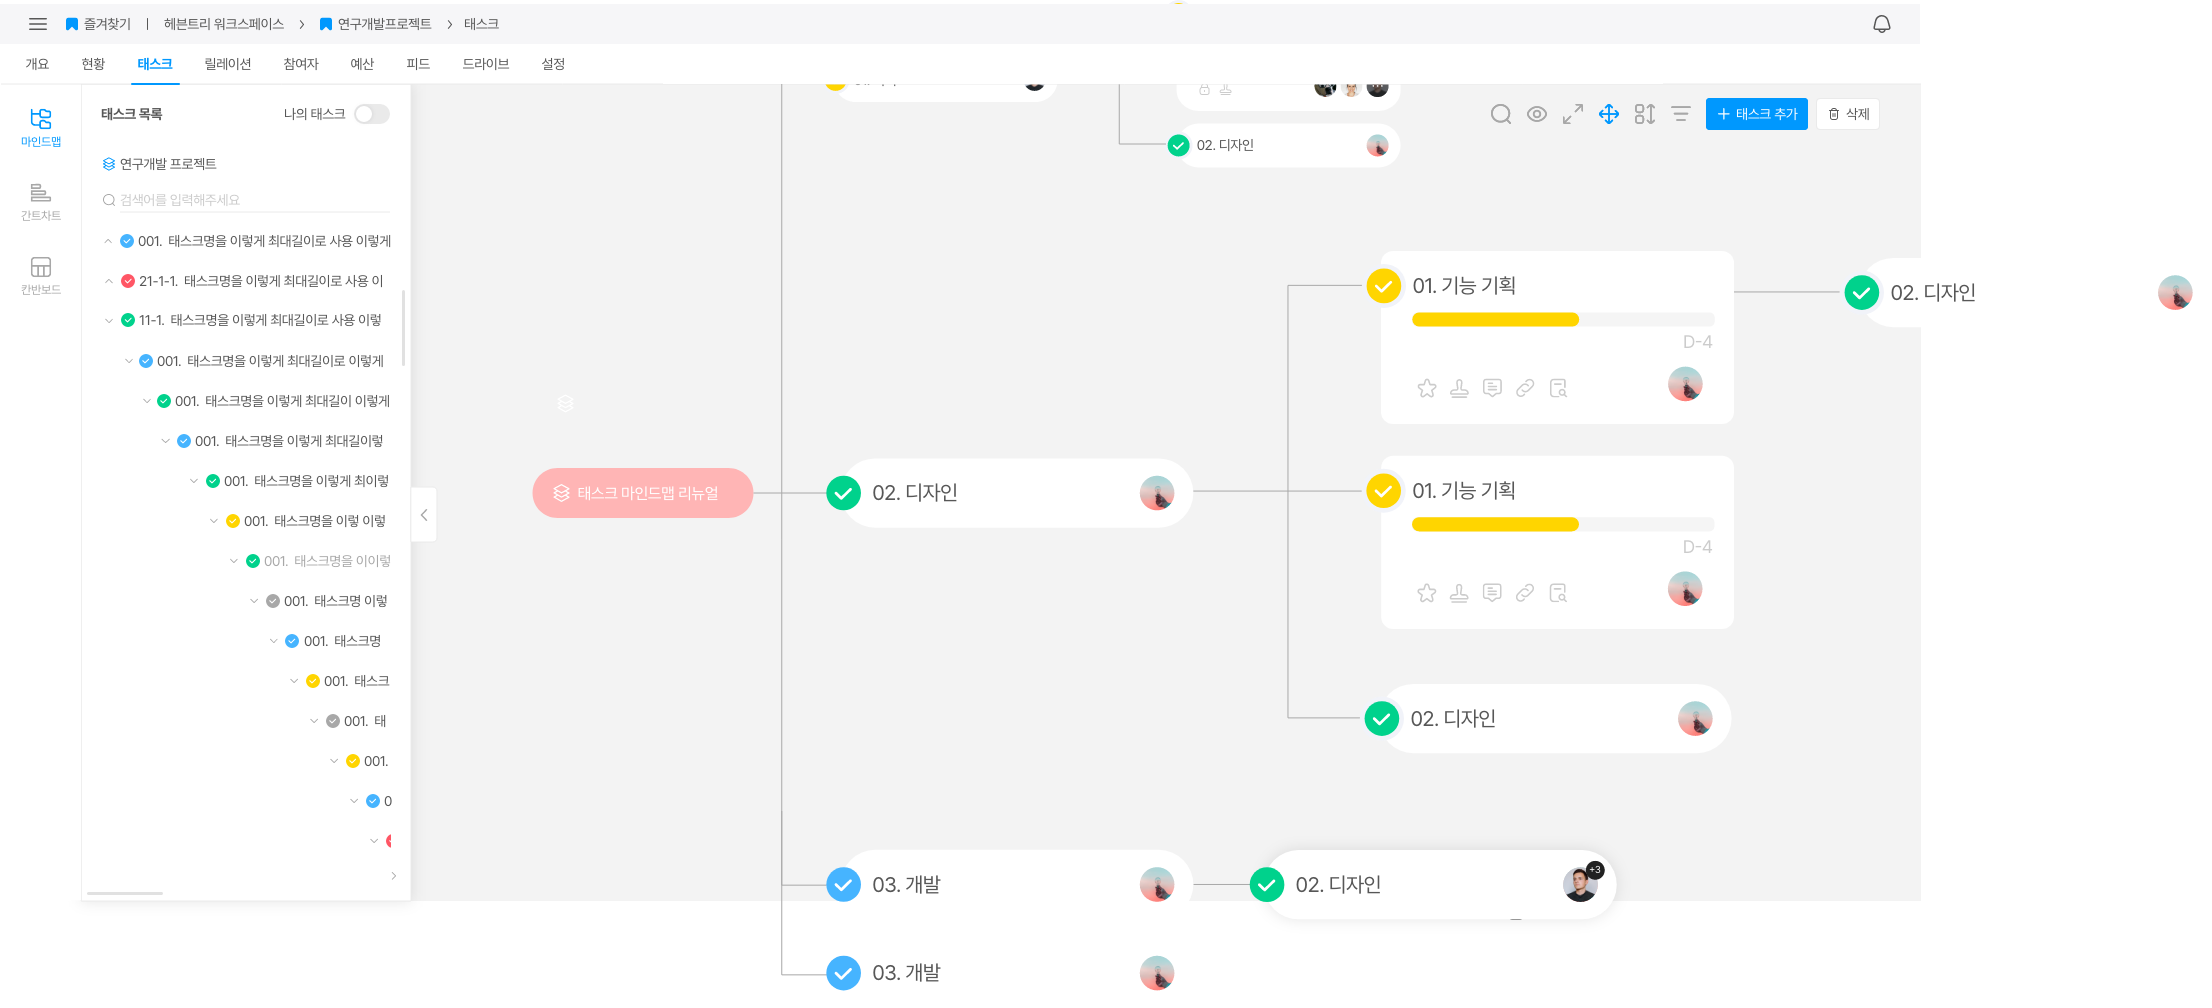 즐겨찾기 | 헤븐트리 워크스페이스 > 연구개발프로젝트 > 태스크
개요 현황 태스크 릴레이션 참여자 예산 피드 드라이브 설정
마인드맵
간트차트
칸반보드
태스크 목록 나의 태스크
연구개발 프로젝트
검색어를 입력해주세요
001. 태스크명을 이렇게 최대길이로 사용 이렇게
21-1-1. 태스크명을 이렇게 최대길이로 사용 이
11-1. 태스크명을 이렇게 최대길이로 사용 이렇
001. 태스크명을 이렇게 최대길이로 이렇게
001. 태스크명을 이렇게 최대길이 이렇게
001. 태스크명을 이렇게 최대길이렇
001. 태스크명을 이렇게 최이렇
001. 태스크명을 이렇 이렇
001. 태스크명을 이이렇
001. 태스크명 이렇
001. 태스크명
001. 태스크
001. 태
001.
0
태스크 추가 삭제
02. 디자인
01. 기능 기획
D-4
02. 디자인
태스크 마인드맵 리뉴얼
02. 디자인
01. 기능 기획
D-4
02. 디자인
03. 개발
02. 디자인
+3
03. 개발